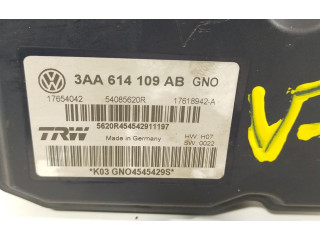 3AA 614 109 AB GNO
17654042 54085620R 17618942-A
5620R454542911197
TRW
Made in Germany
HW: H07
SW: 0022
*K03 GNO4545429S*